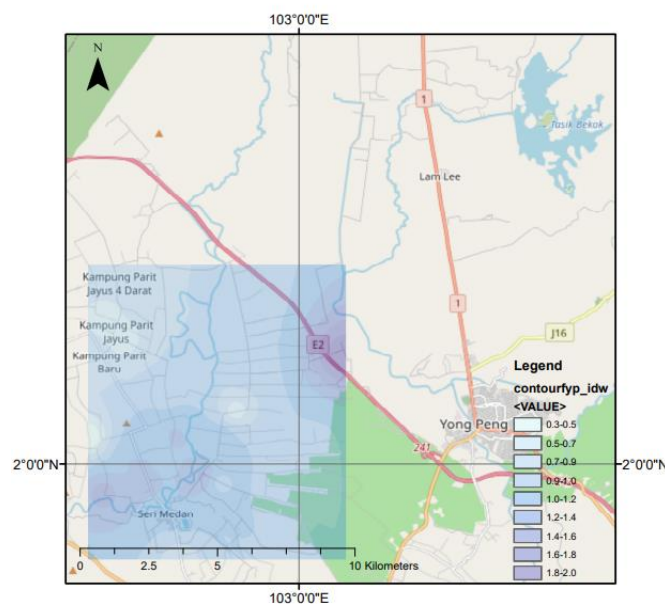 103°0'0"E
N
1
Tasik Bekok
Lam Lee
Kampung Parit
Jayus 4 Darat
1
Kampung Parit
Jayus
E2
J16
Kampung Parit
Baru
Legend
contourfyp_idw
<VALUE>
Yong Peng
0.3-0.5
241
0.5-0.7
2°0'0"N
0.7-0.9
2°0'0"N
0.9-1.0
1.0-1.2
Seri Medan
1.2-1.4
1.4-1.6
1.6-1.8
0 2.5 5 10 Kilometers
1.8-2.0
103°0'0"E